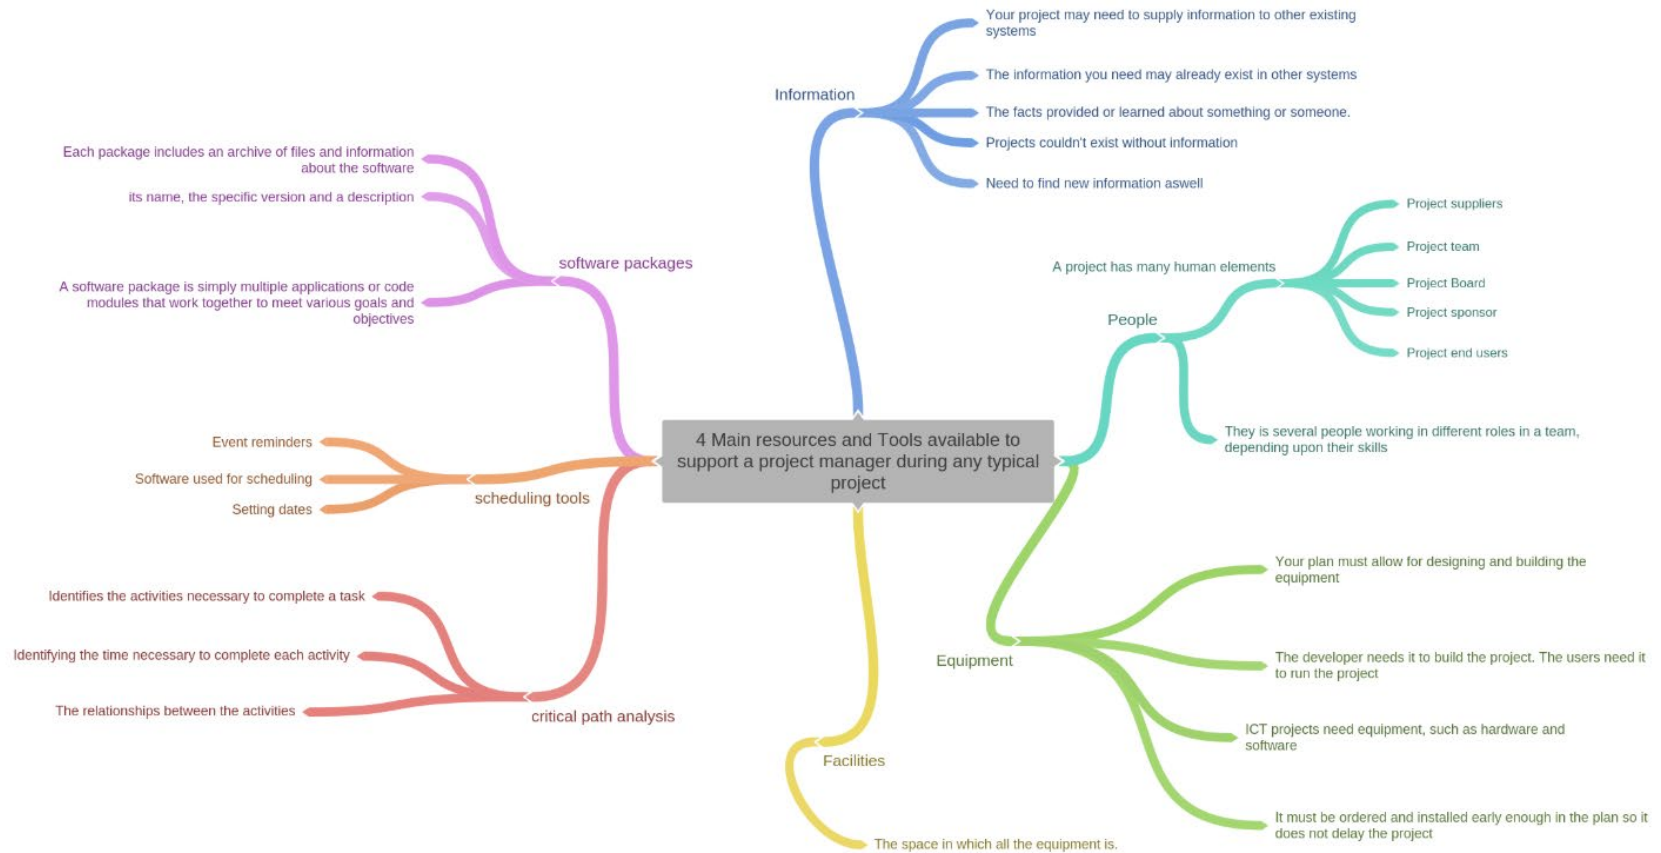 4 Main resources and Tools available to
support a project manager during any typical
project
Information
Your project may need to supply information to other existing
systems
The information you need may already exist in other systems
The facts provided or learned about something or someone.
Projects couldn't exist without information
Need to find new information aswell
People
A project has many human elements
Project suppliers
Project team
Project Board
Project sponsor
Project end users
They is several people working in different roles in a team,
depending upon their skills
Equipment
Your plan must allow for designing and building the
equipment
The developer needs it to build the project. The users need it
to run the project
ICT projects need equipment, such as hardware and
software
It must be ordered and installed early enough in the plan so it
does not delay the project
Facilities
The space in which all the equipment is.
software packages
Each package includes an archive of files and information
about the software
its name, the specific version and a description
A software package is simply multiple applications or code
modules that work together to meet various goals and
objectives
scheduling tools
Event reminders
Software used for scheduling
Setting dates
critical path analysis
Identifies the activities necessary to complete a task
Identifying the time necessary to complete each activity
The relationships between the activities